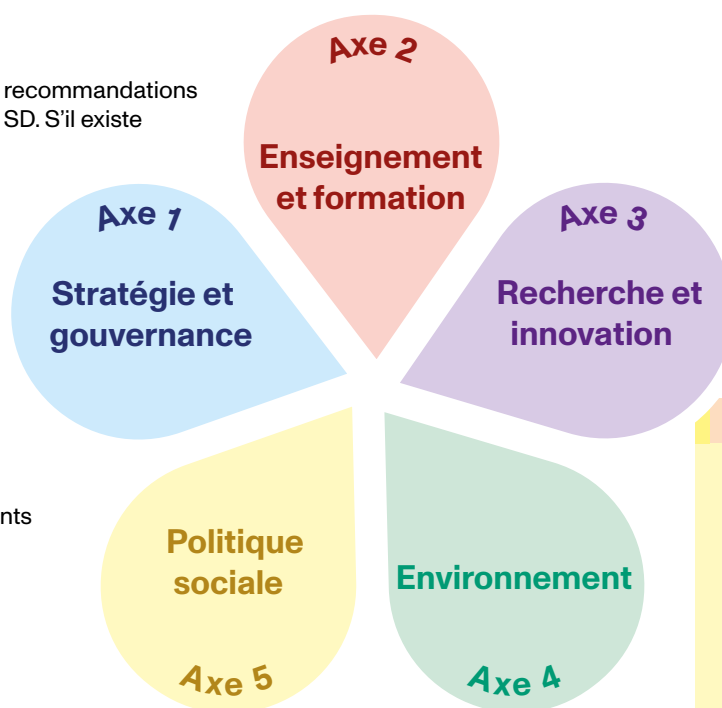 recommandations
SD. S'il existe
Axe 1
Stratégie et
gouvernance
Axe 2
Enseignement
et formation
Axe 3
Recherche et
innovation
nts
Politique
sociale
Axe 5
Environnement
Axe 4